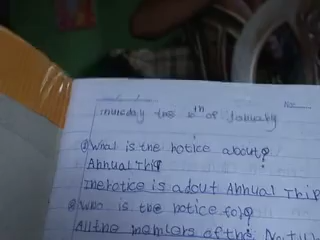 Thursday the 2th of January
Q What is the notice about?
Annual Trip
The notice is about Annual Trip
Q Who is the notice for?
All the members of the